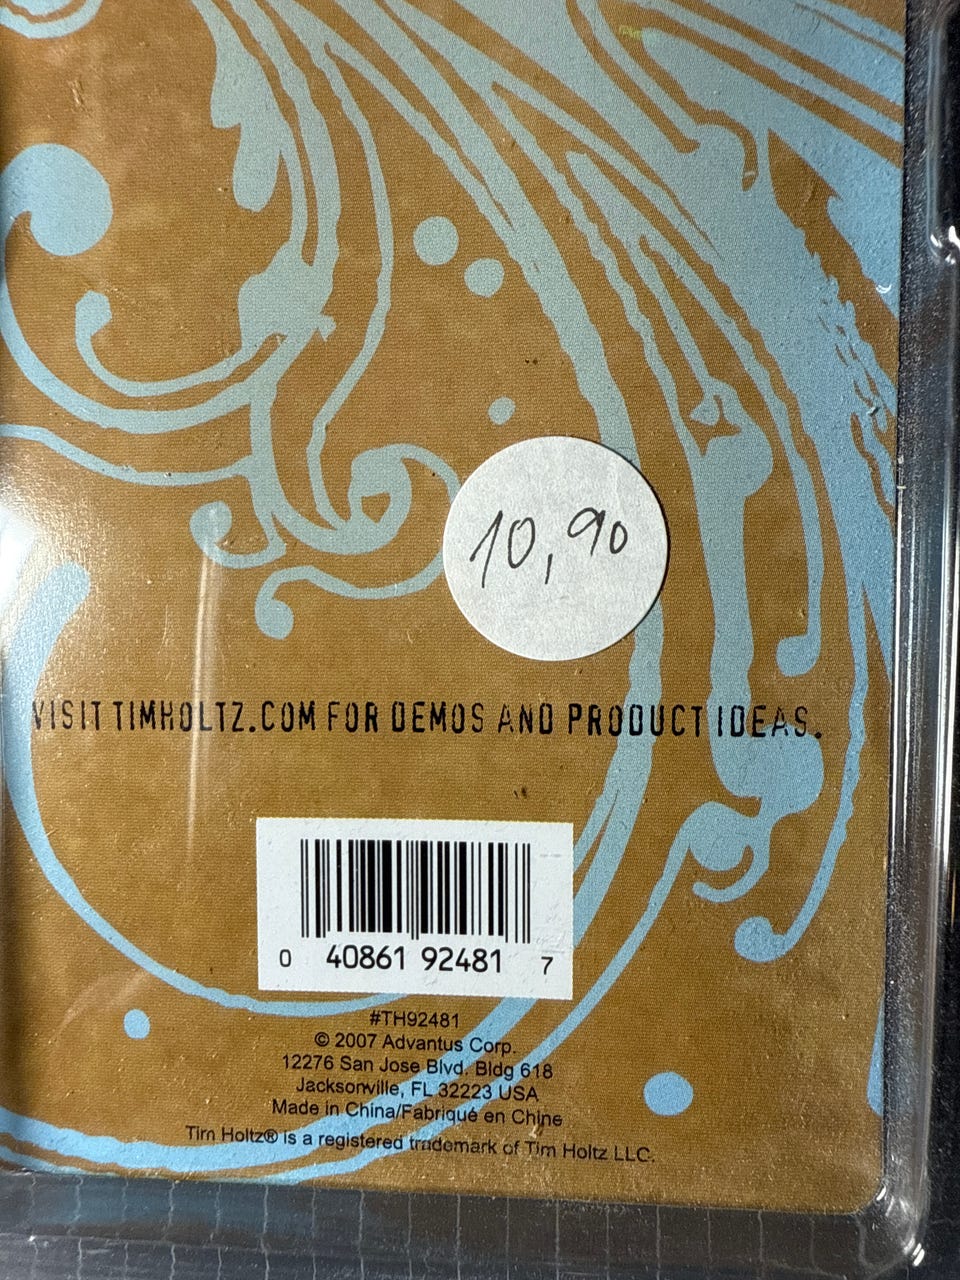 10,90
VISIT TIMHOLTZ.COM FOR DEMOS AND PRODUCT IDEAS.
0 40861 92481 7
#TH92481
© 2007 Advantus Corp.
12276 San Jose Blvd. Bldg 618
Jacksonville, FL 32223 USA
Made in China/Fabriqué en Chine
Tim Holtz® is a registered trademark of Tim Holtz LLC.